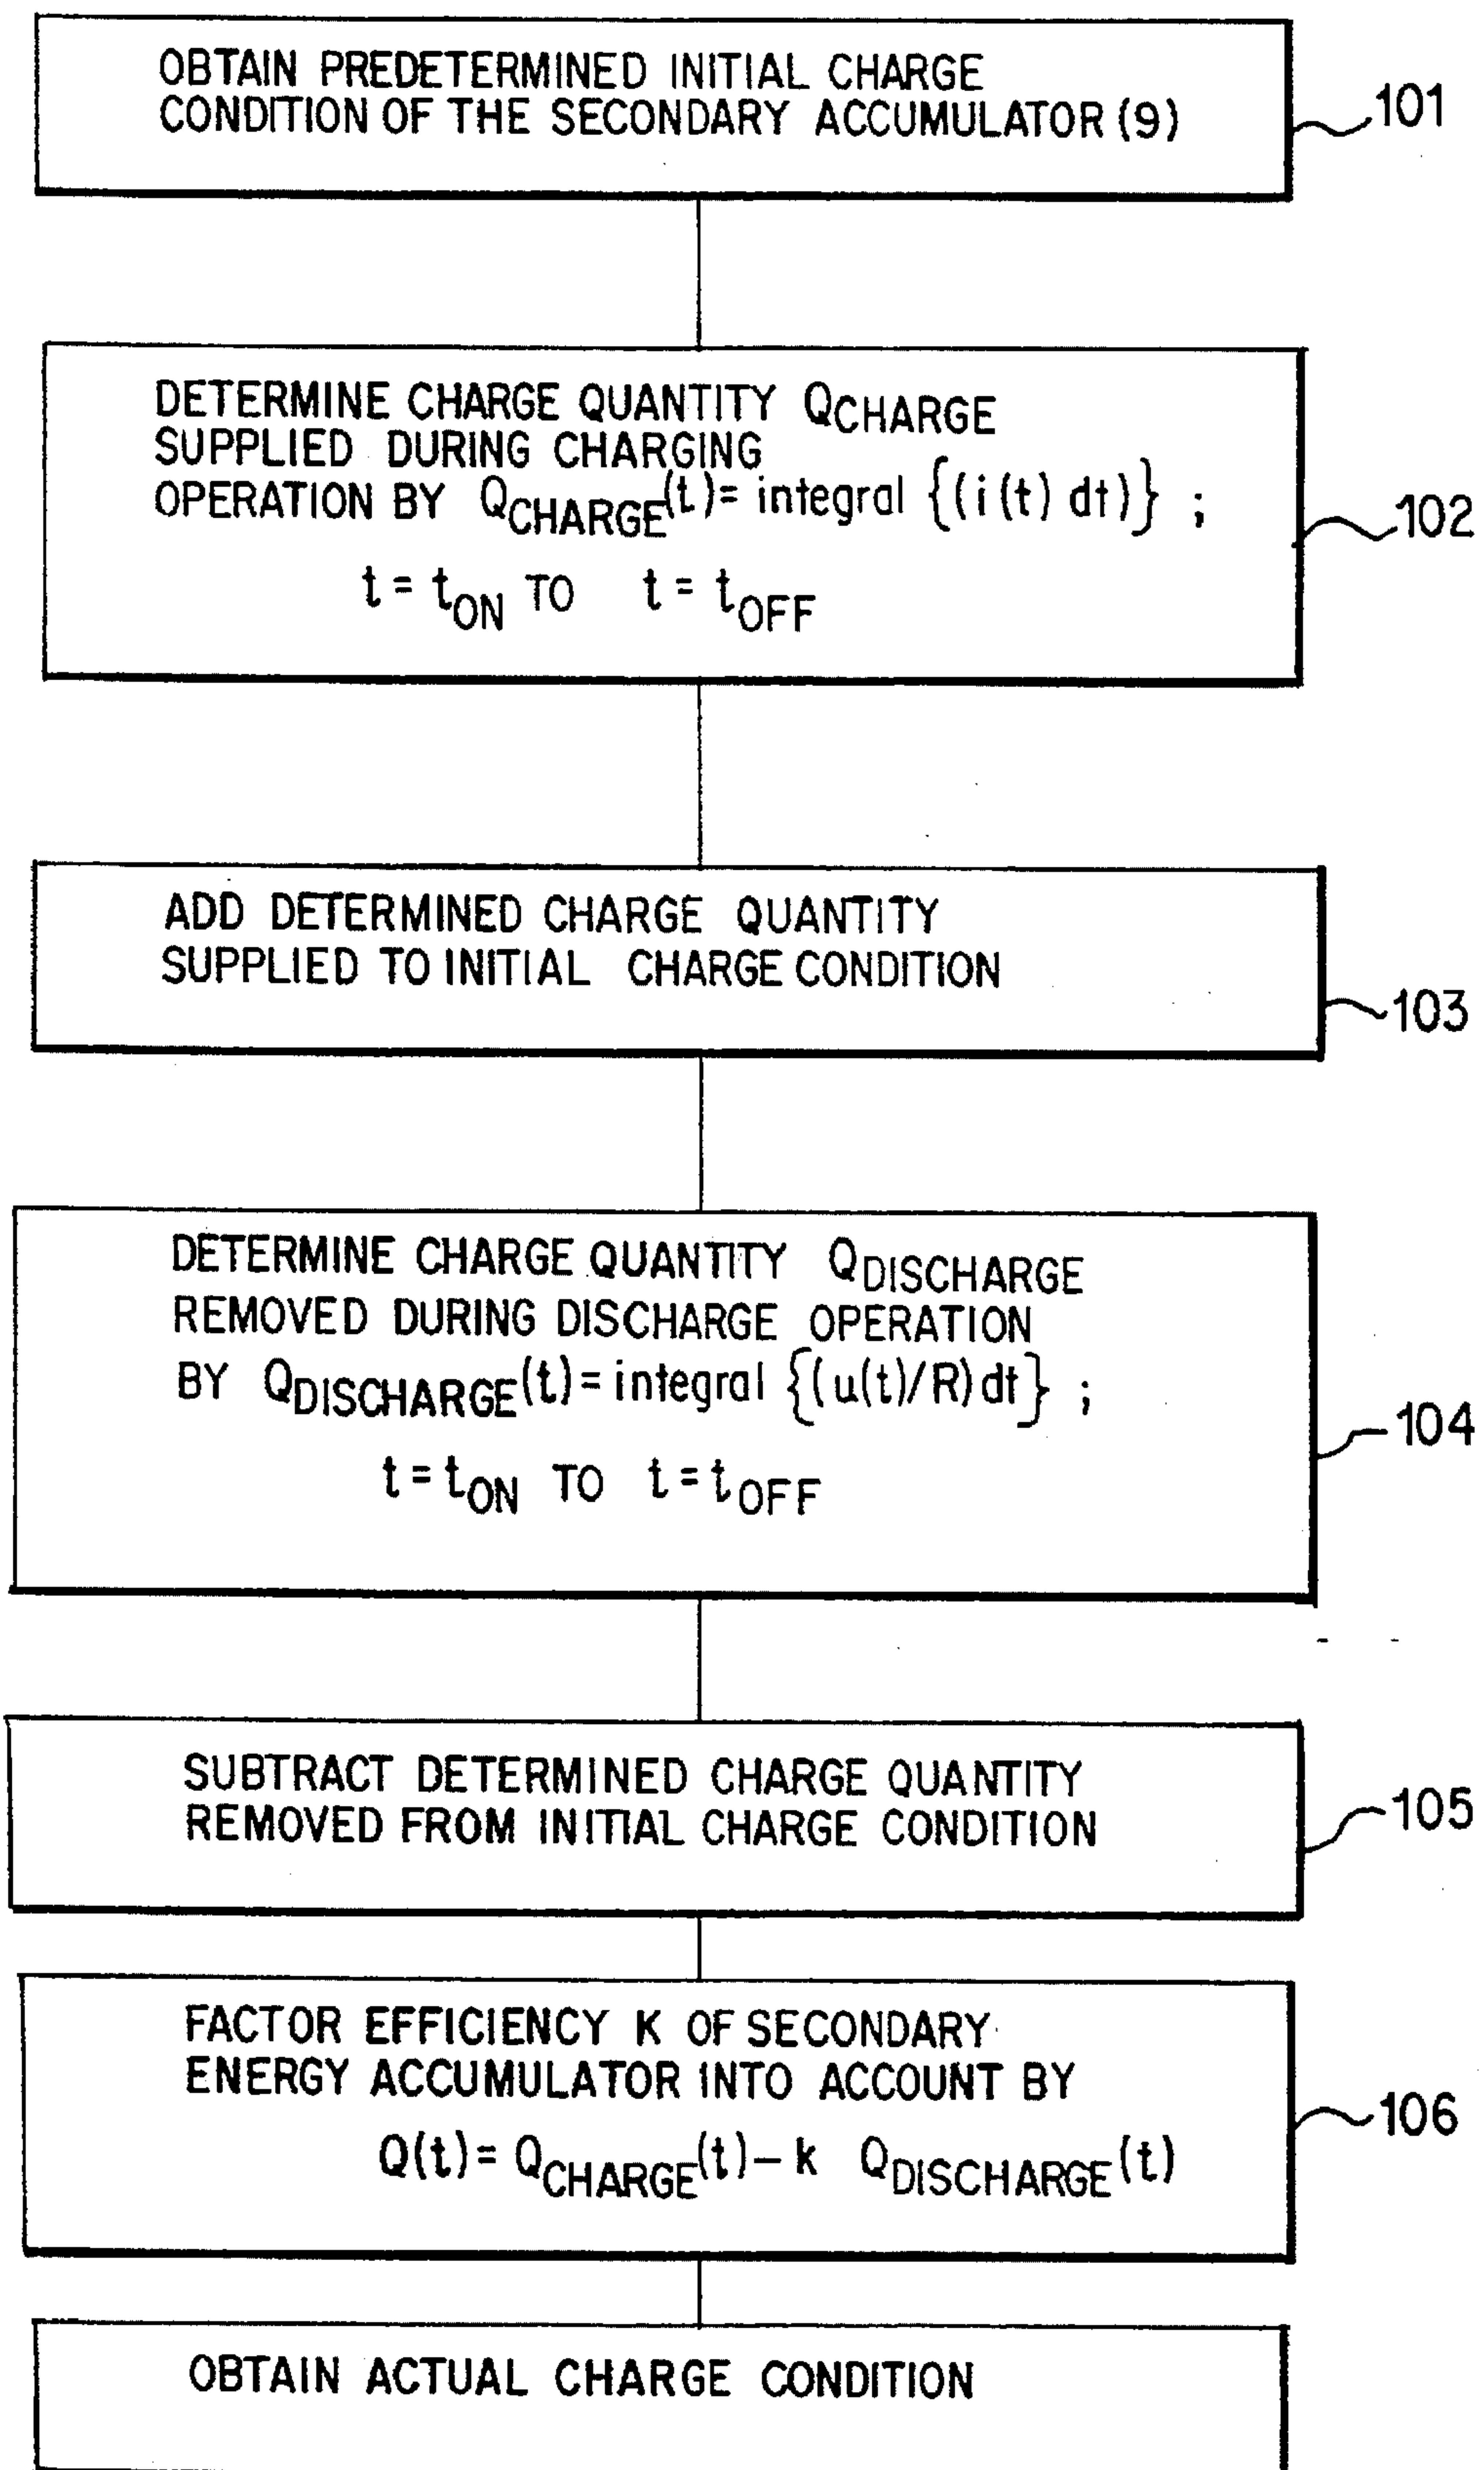 OBTAIN PREDETERMINED INITIAL CHARGE
CONDITION OF THE SECONDARY ACCUMULATOR (9)
101
DETERMINE CHARGE QUANTITY QCHARGE
SUPPLIED DURING CHARGING
OPERATION BY QCHARGE(t) = integral {(i(t) dt)} ;
t = tON TO t = tOFF
102
ADD DETERMINED CHARGE QUANTITY
SUPPLIED TO INITIAL CHARGE CONDITION
103
DETERMINE CHARGE QUANTITY QDISCHARGE
REMOVED DURING DISCHARGE OPERATION
BY QDISCHARGE(t) = integral {(u(t)/R) dt} ;
t = tON TO t = tOFF
104
SUBTRACT DETERMINED CHARGE QUANTITY
REMOVED FROM INITIAL CHARGE CONDITION
105
FACTOR EFFICIENCY K OF SECONDARY
ENERGY ACCUMULATOR INTO ACCOUNT BY
Q(t) = QCHARGE(t) – k QDISCHARGE(t)
106
OBTAIN ACTUAL CHARGE CONDITION